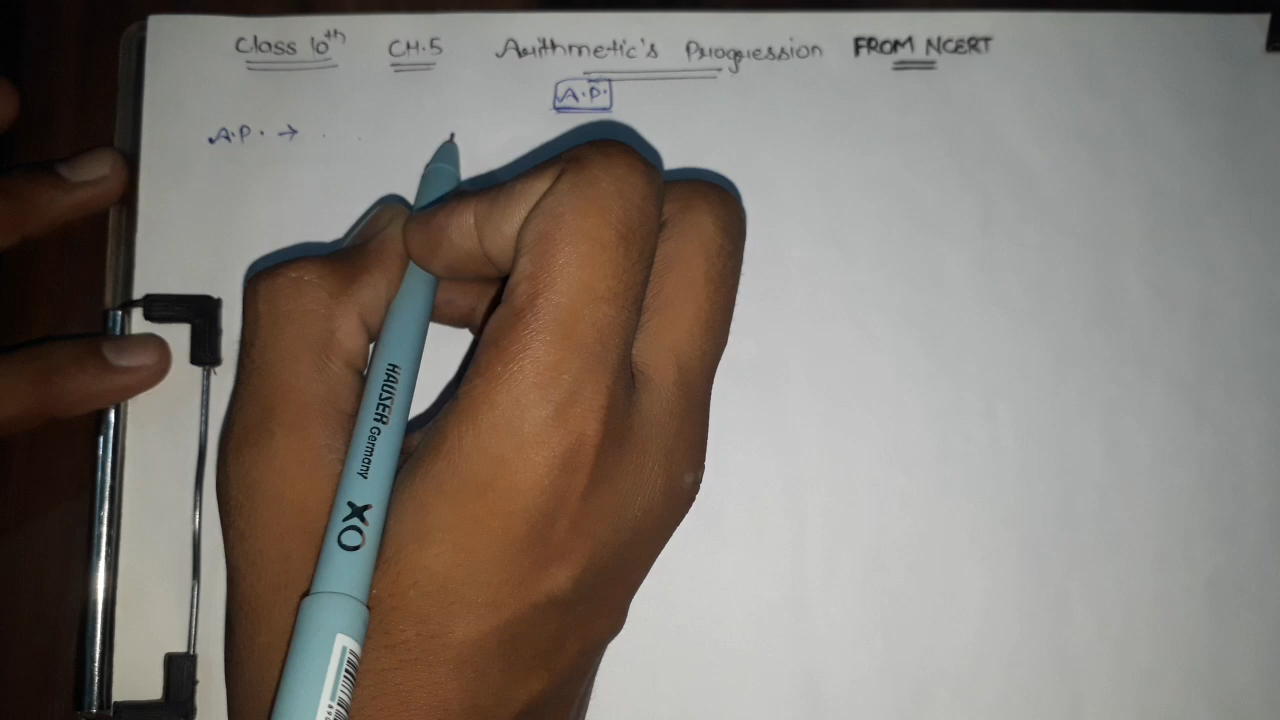 Class 10th CH.5 Arithmetic's Progression FROM NCERT
A.P.
A.P. → . .
HAUSER Germany XO